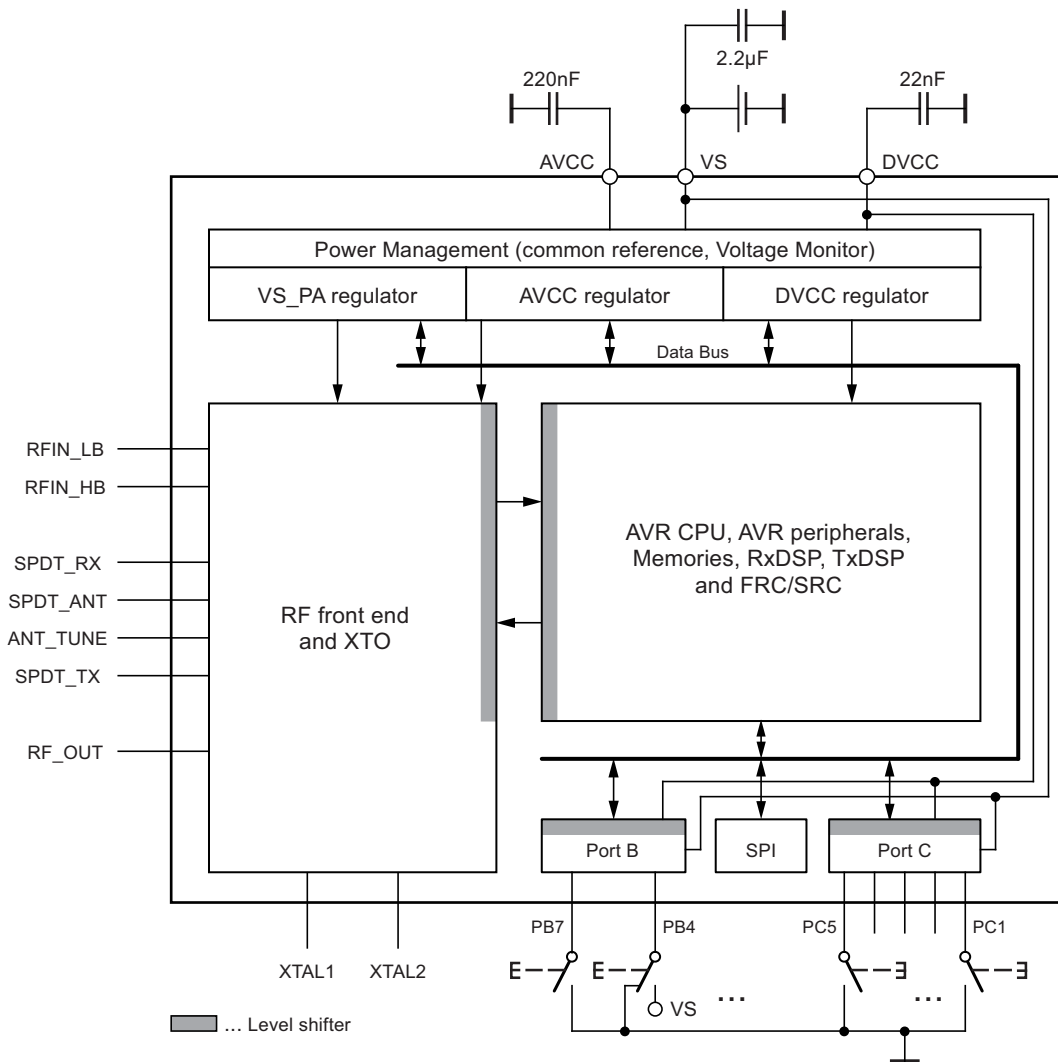 2.2µF
220nF
22nF
AVCC
VS
DVCC
Power Management (common reference, Voltage Monitor)
VS_PA regulator
AVCC regulator
DVCC regulator
Data Bus
RFIN_LB
RFIN_HB
SPDT_RX
SPDT_ANT
ANT_TUNE
SPDT_TX
RF_OUT
RF front end
and XTO
AVR CPU, AVR peripherals,
Memories, RxDSP, TxDSP
and FRC/SRC
Port B
SPI
Port C
PB7
PB4
PC5
PC1
XTAL1
XTAL2
VS
...
...
... Level shifter